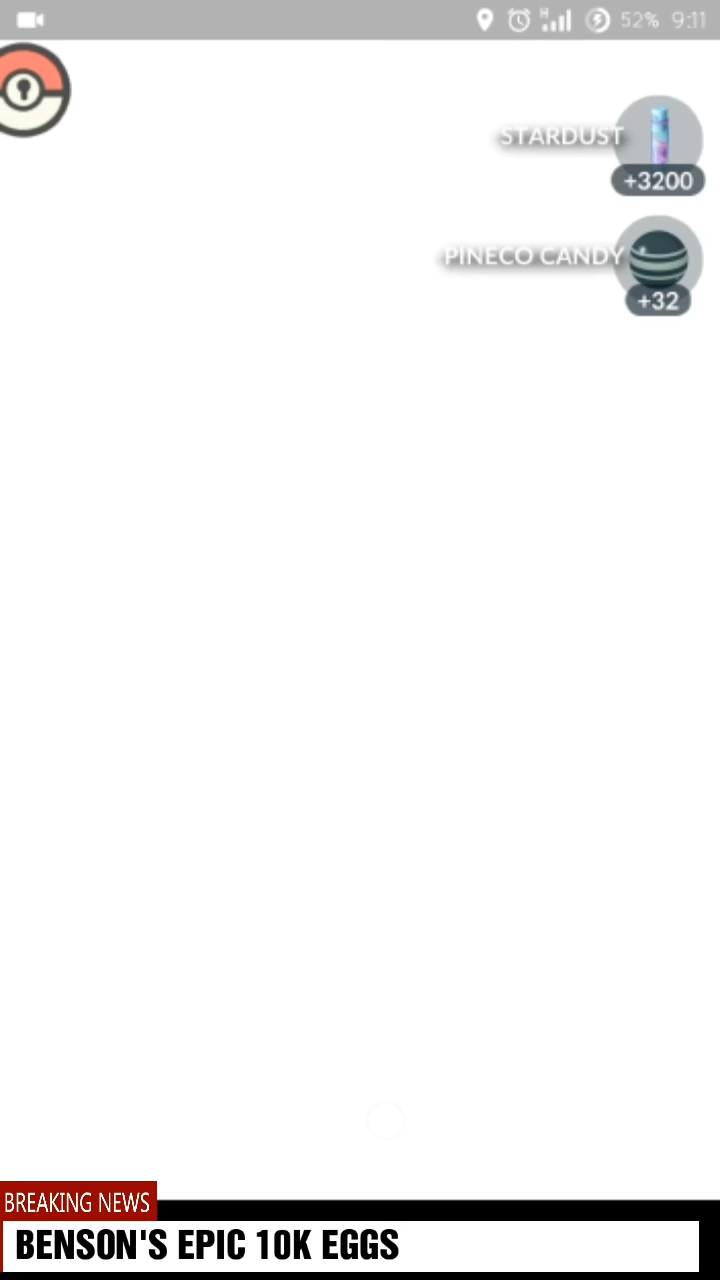 52% 9:11
STARDUST
+3200
PINECO CANDY
+32
BREAKING NEWS
BENSON'S EPIC 10K EGGS